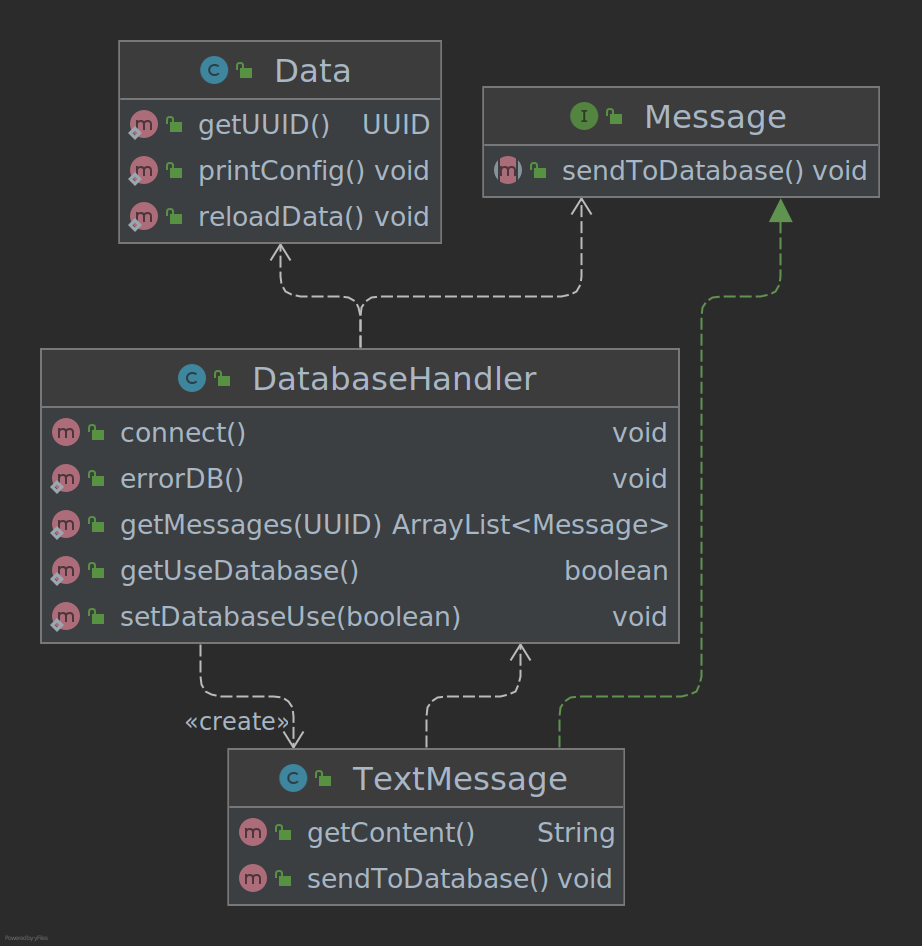 Data
getUUID() UUID
printConfig() void
reloadData() void
Message
sendToDatabase() void
DatabaseHandler
connect() void
errorDB() void
getMessages(UUID) ArrayList<Message>
getUseDatabase() boolean
setDatabaseUse(boolean) void
«create»
TextMessage
getContent() String
sendToDatabase() void
Powered by yFiles